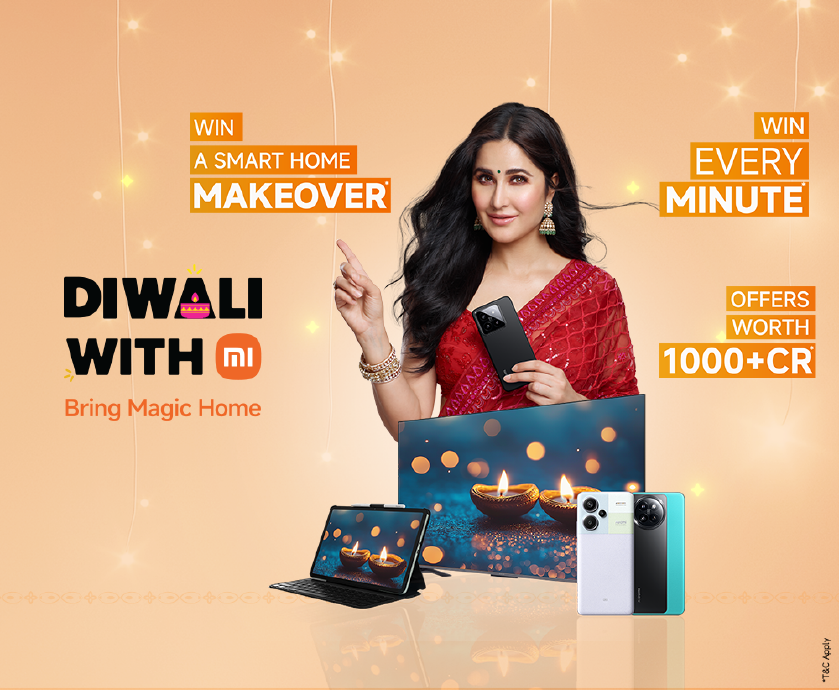 WIN
A SMART HOME
MAKEOVER*
WIN
EVERY
MINUTE*
DIWALI
WITH mi
Bring Magic Home
OFFERS
WORTH
1000+CR*
*T&C Apply